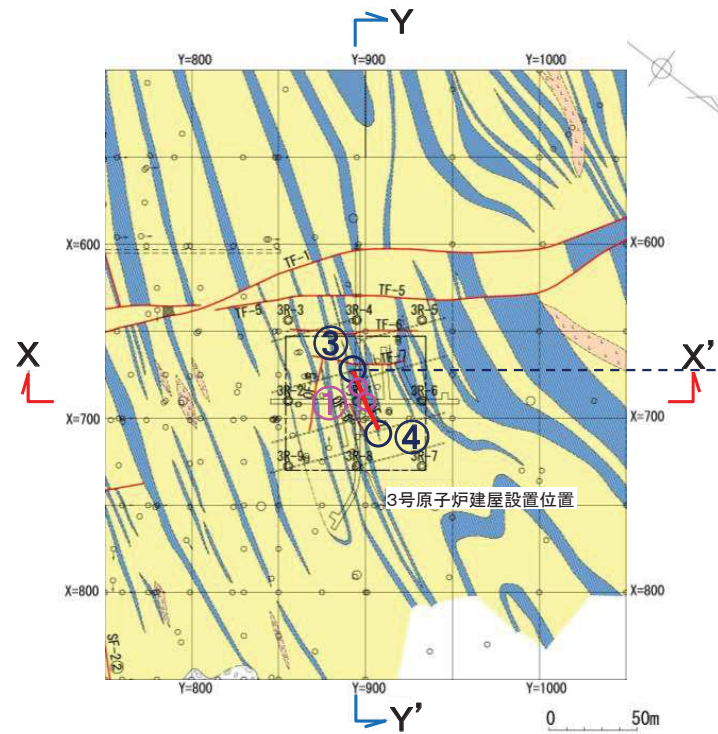 Y
Y=800
Y=900
Y=1000
X=600
X=600
TF-1
TF-5
TF-5
3R-3
3R-4
3R-5
TF-6
③
TF-7
X
X'
3R-2
3R-6
①
X=700
X=700
④
3R-9
3R-8
3R-7
3号原子炉建屋設置位置
X=800
X=800
SF-2②
Y=800
Y=900
Y=1000
Y'
0
50m